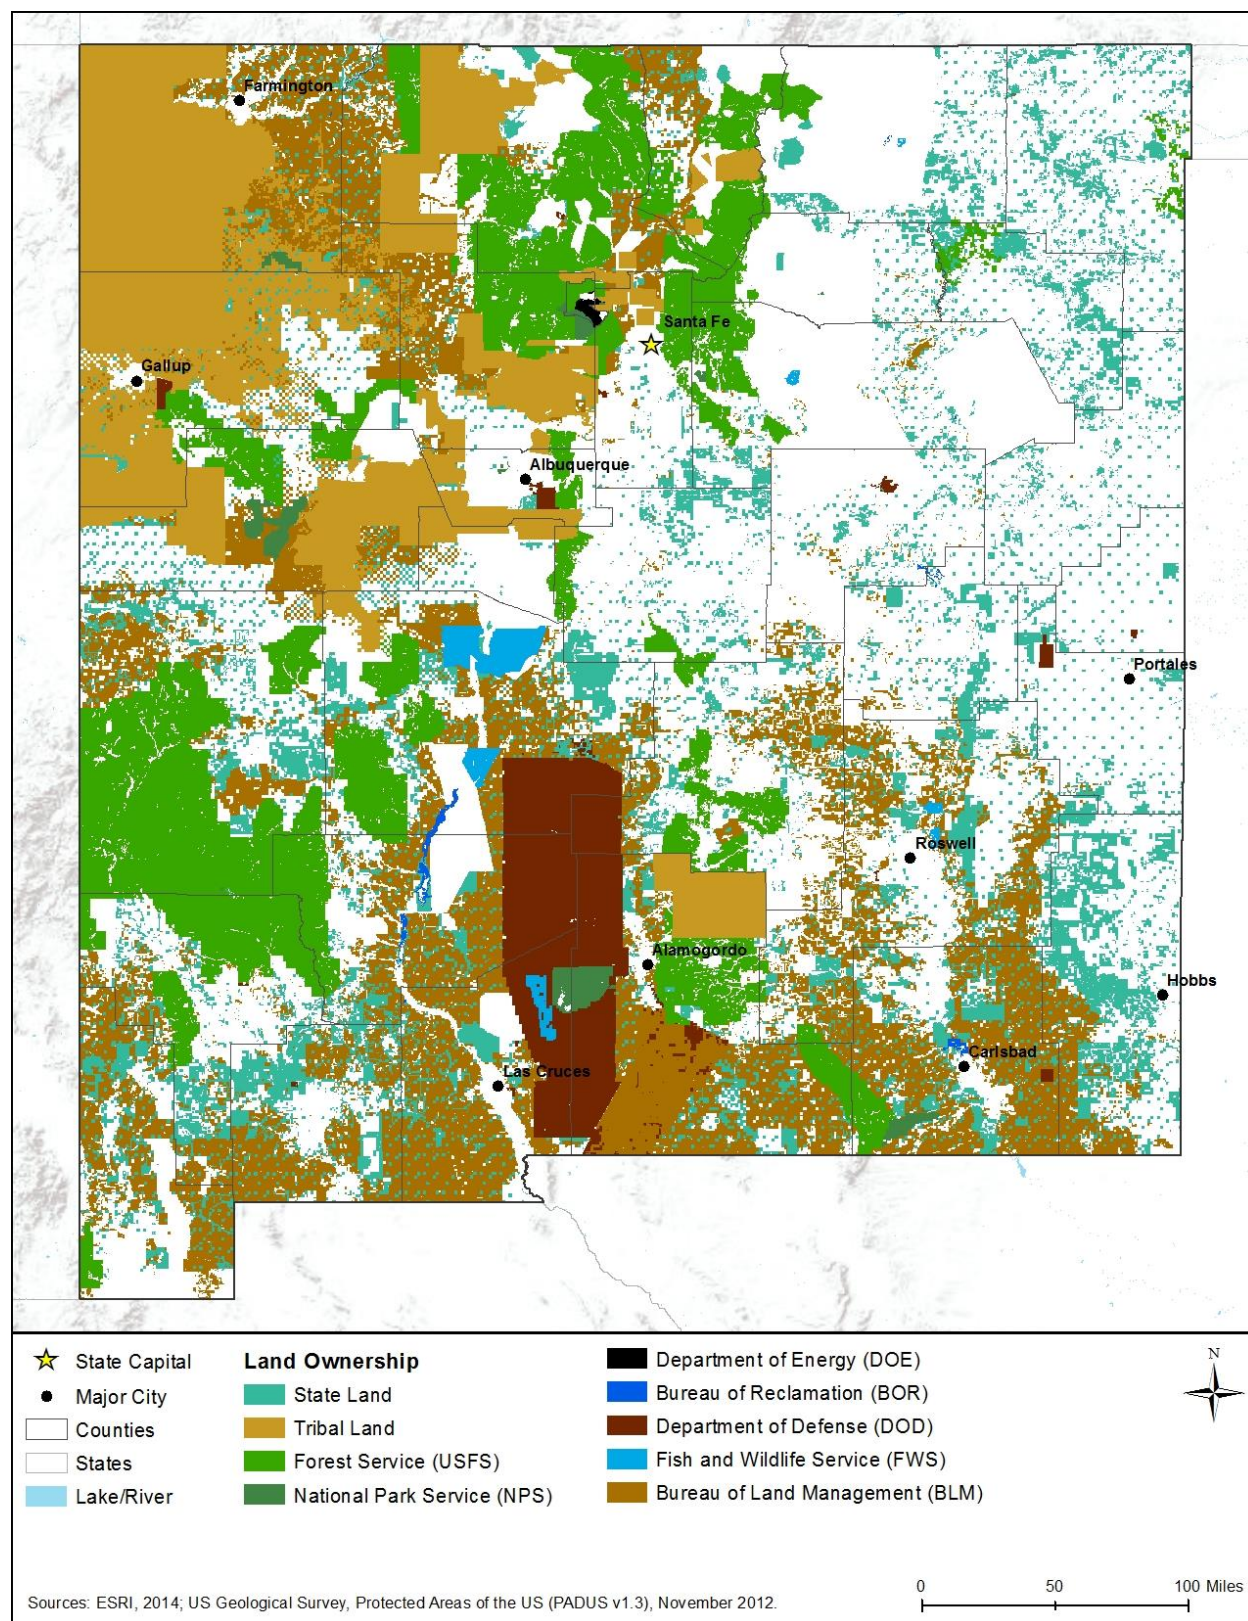 Farmington
Santa Fe
Gallup
Albuquerque
Portales
Roswell
Alamogordo
Hobbs
Carlsbad
Las Cruces
State Capital
Major City
Counties
States
Lake/River
Land Ownership
State Land
Tribal Land
Forest Service (USFS)
National Park Service (NPS)
Department of Energy (DOE)
Bureau of Reclamation (BOR)
Department of Defense (DOD)
Fish and Wildlife Service (FWS)
Bureau of Land Management (BLM)
N
0 50 100 Miles
Sources: ESRI, 2014; US Geological Survey, Protected Areas of the US (PADUS v1.3), November 2012.